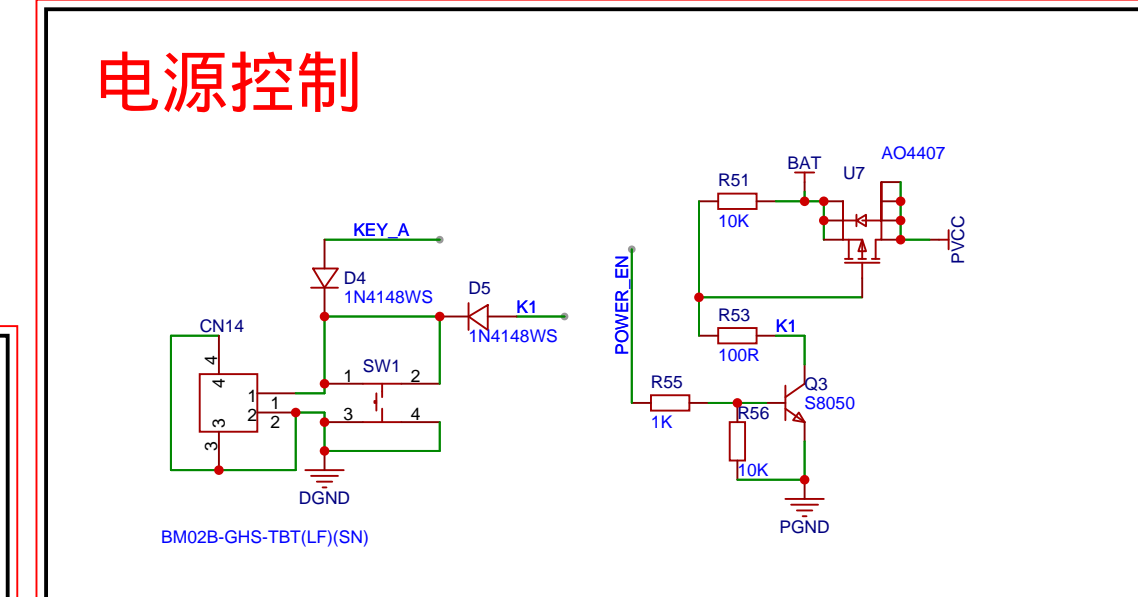 电源控制
BAT
U7
AO4407
R51
10K
PVCC
KEY_A
D4
1N4148WS
D5
K1
1N4148WS
POWER_EN
R53
100R
K1
CN14
4
4
1
1
2
2
3
3
SW1
1
2
3
4
R55
1K
R56
10K
Q3
S8050
DGND
PGND
BM02B-GHS-TBT(LF)(SN)